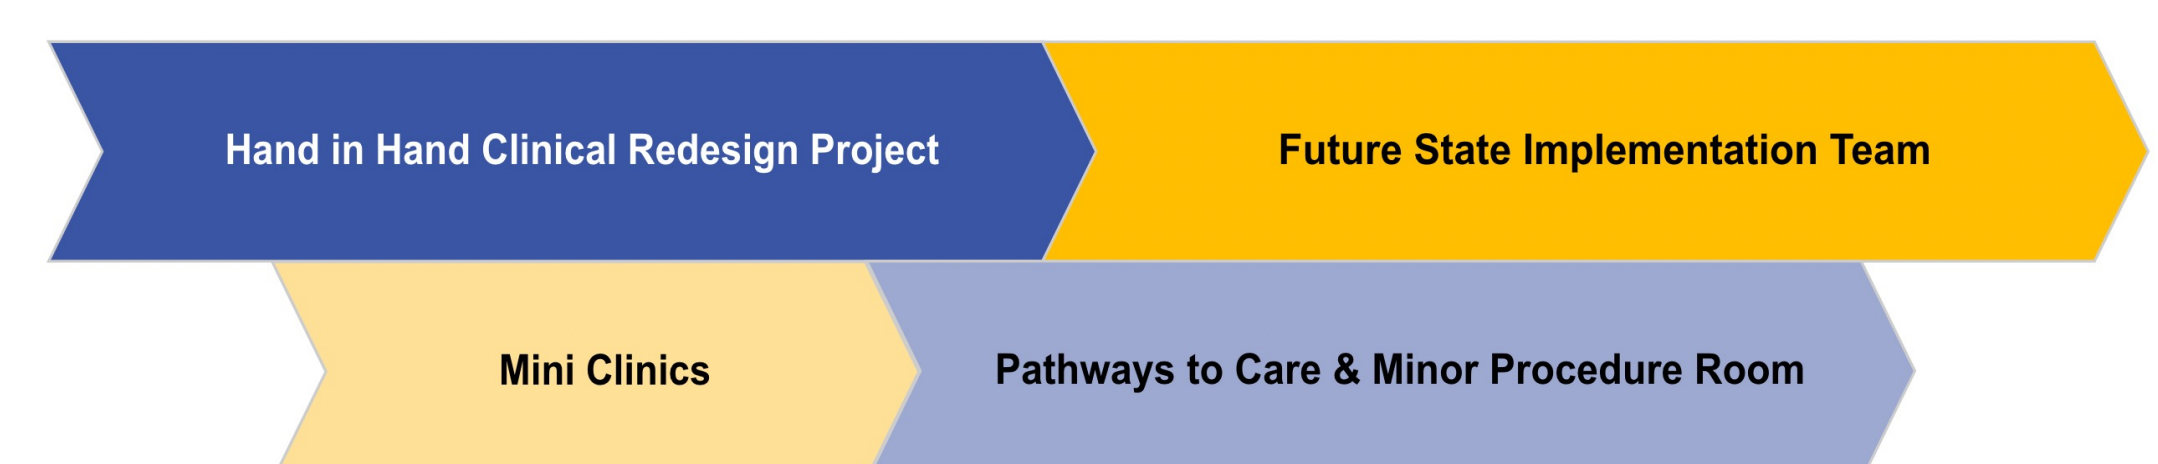 Hand in Hand Clinical Redesign Project
Future State Implementation Team
Mini Clinics
Pathways to Care & Minor Procedure Room